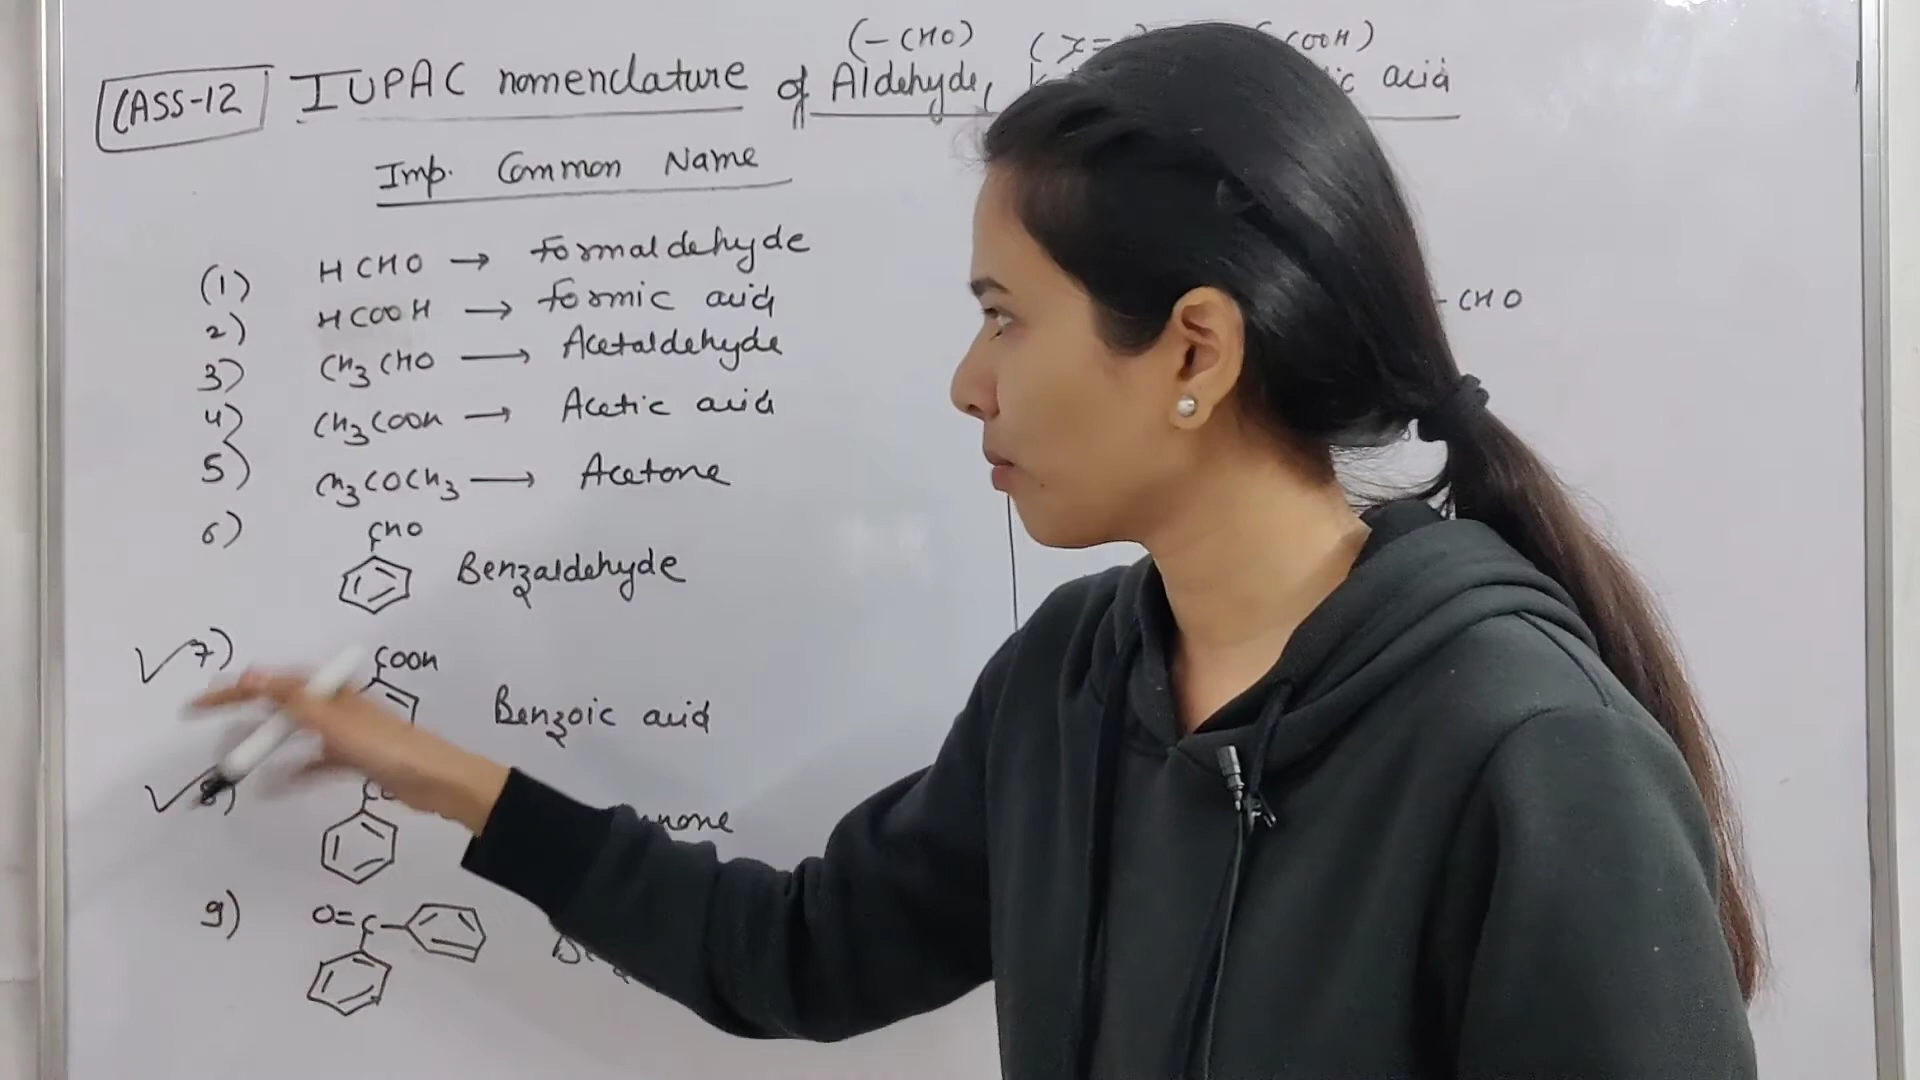 (-CHO) COOH)
CLASS-12 IUPAC nomenclature of Aldehyde, acid
Imp. Common Name
(1) HCHO → Formaldehyde
2) HCOOH → Formic acid
3) CH3CHO → Acetaldehyde
4) CH3COOH → Acetic acid
5) CH3COCH3 → Acetone
6) CHO Benzaldehyde
7) COOH Benzoic acid
8)
9) O=C
-CHO